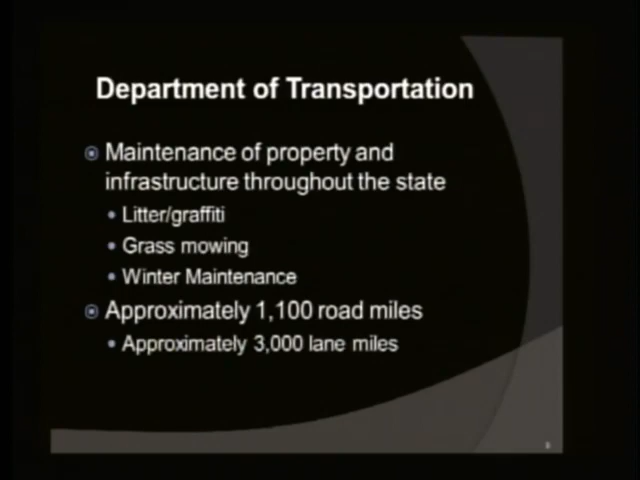 Department of Transportation
Maintenance of property and
infrastructure throughout the state
Litter/graffiti
Grass mowing
Winter Maintenance
Approximately 1,100 road miles
Approximately 3,000 lane miles